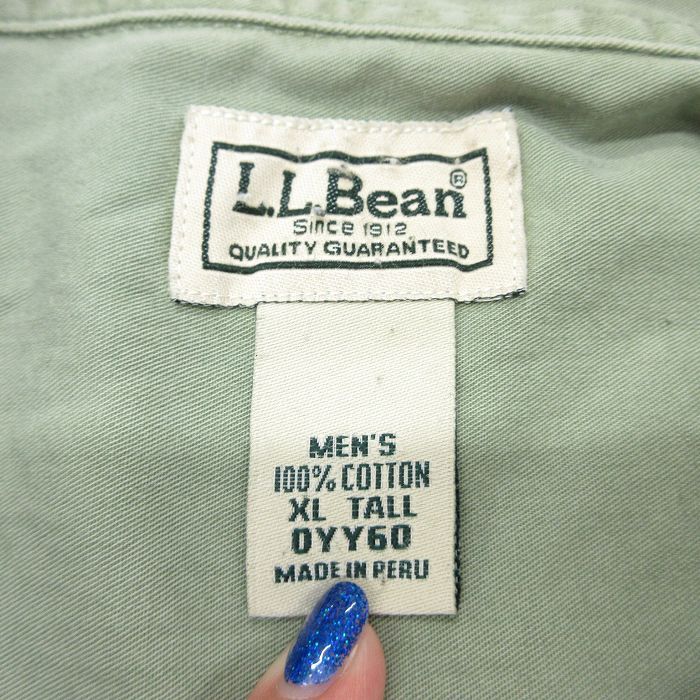 L.L.Bean®
Since 1912
QUALITY GUARANTEED
MEN'S
100% COTTON
XL TALL
0YY60
MADE IN PERU